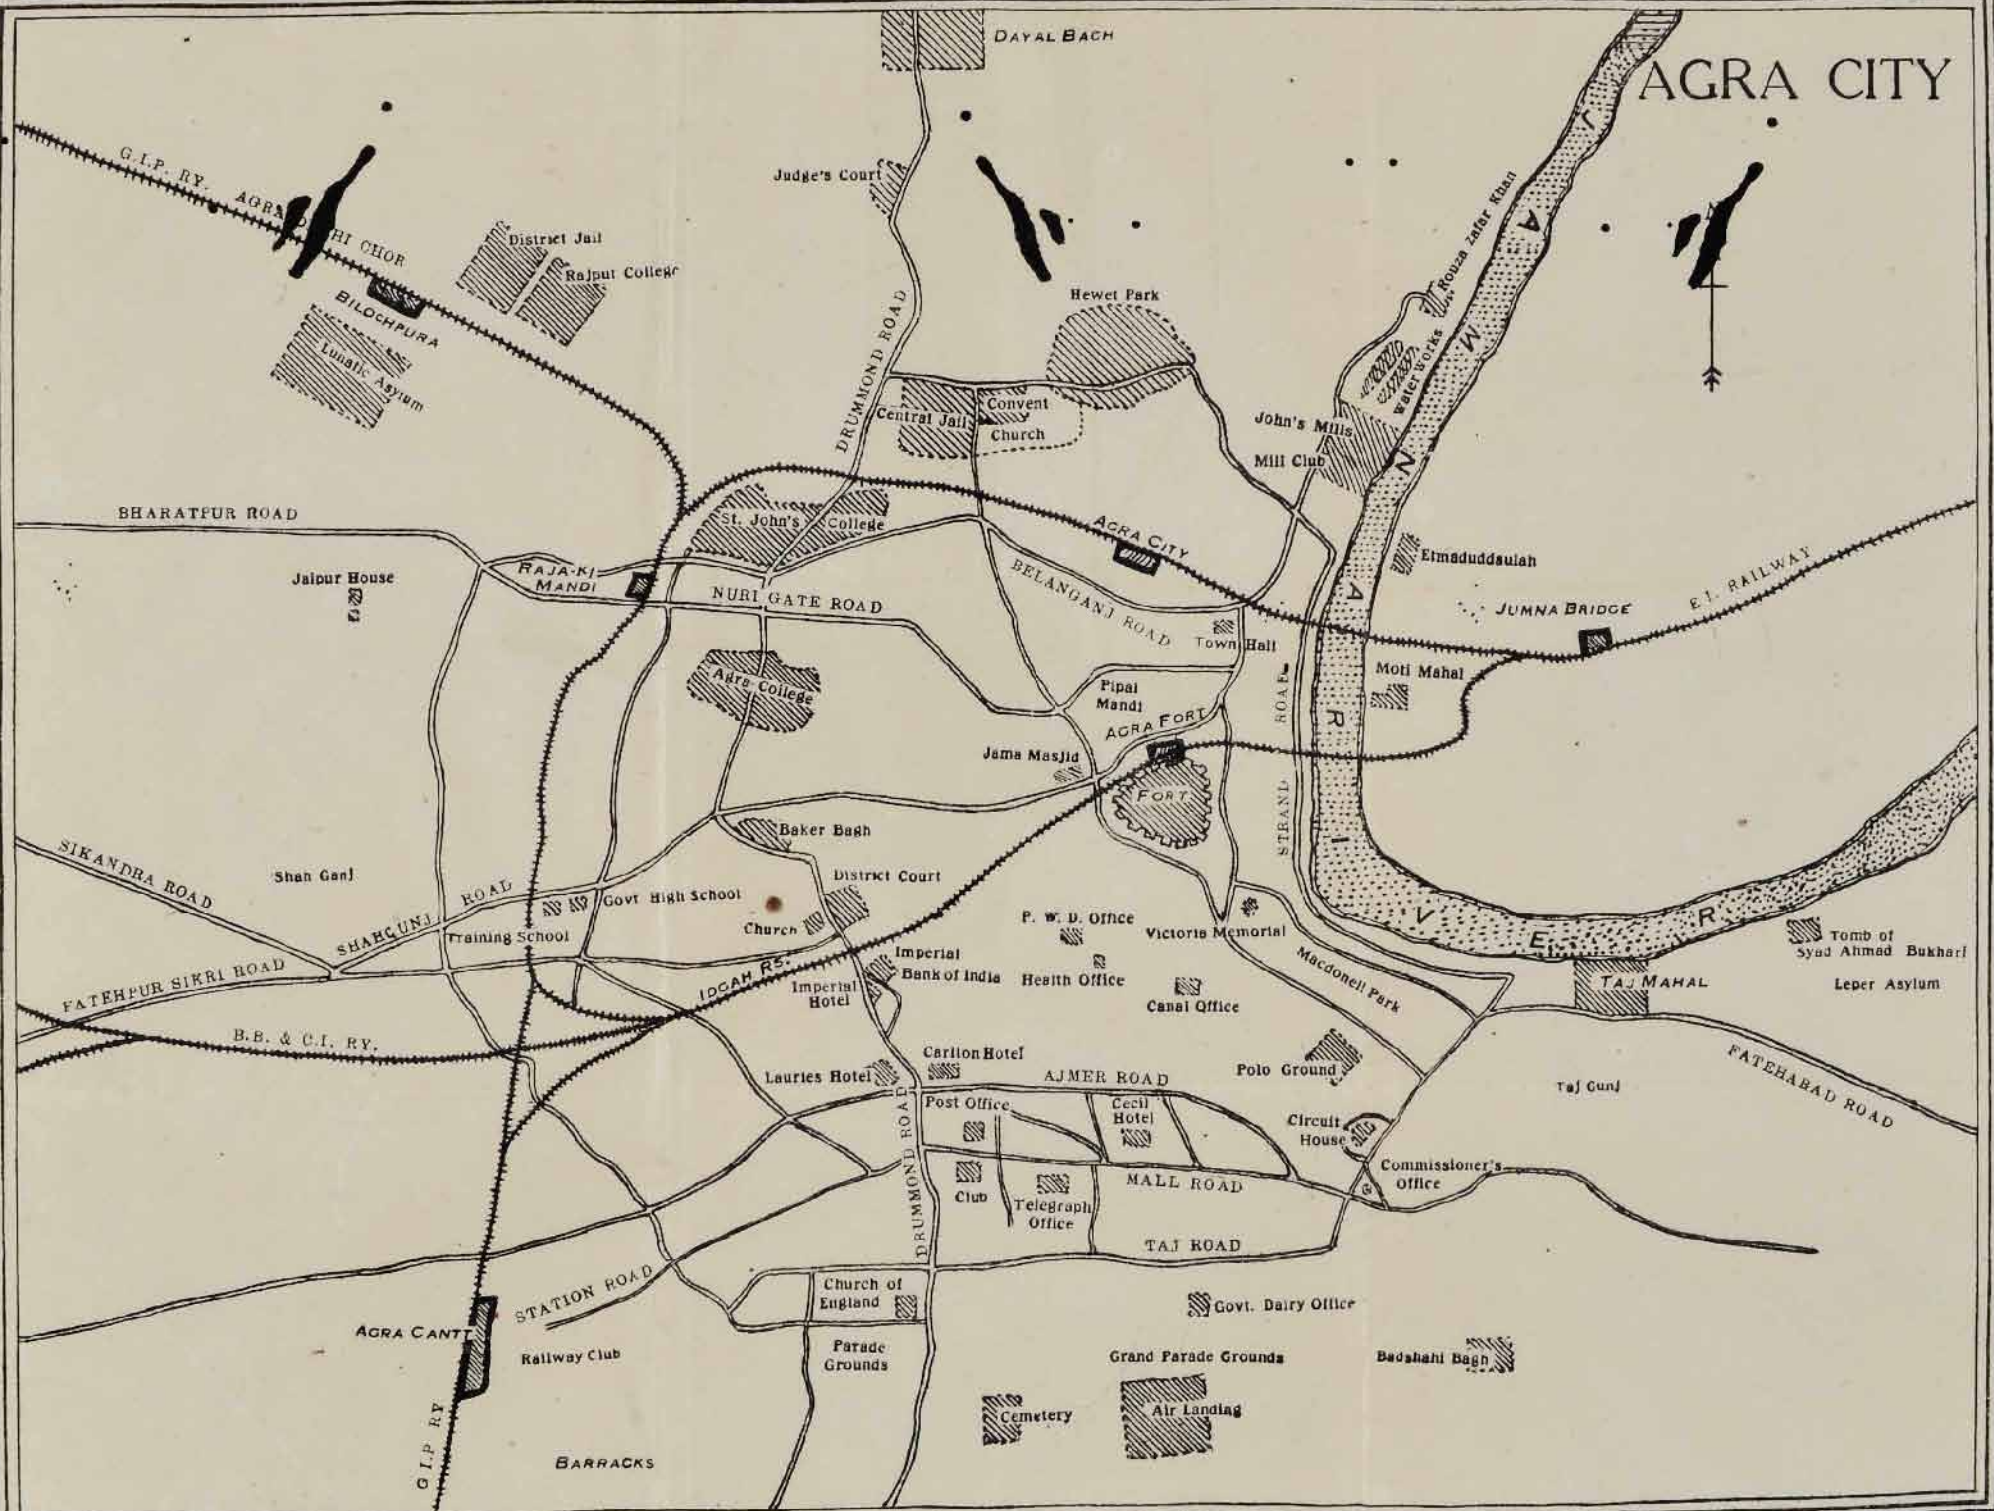 DAYAL BAGH
AGRA CITY
G.I.P. RY.
AGRA
CHOR
Judge's Court
District Jail
Rajput College
BILOCHPURA
Lunatic Asylum
DRUMMOND ROAD
Hewet Park
Rouza Zafar Khan
Water works
Central Jail
Convent
Church
John's Mills
Mill Club
JAMNA RIVER
BHARATPUR ROAD
St. John's College
AGRA CITY
Etmaduddaulah
Jaipur House
RAJA-KI
MANDI
NURI GATE ROAD
BELANGANJ ROAD
JUMNA BRIDGE
E.I. RAILWAY
Town Hall
Agra College
Pipal
Mandi
Moti Mahal
AGRA FORT
Jama Masjid
FORT
STRAND ROAD
Baker Bagh
SIKANDRA ROAD
Shah Ganj
SHAHGUNJ ROAD
Govt High School
District Court
Church
Training School
P. W. D. Office
Victoria Memorial
FATEHPUR SIKRI ROAD
IDGAH RS.
Imperial
Bank of India
Imperial
Hotel
Health Office
Canal Office
Macdonell Park
TAJ MAHAL
Tomb of
Syad Ahmad Bukhari
Leper Asylum
B.B. & C.I. RY.
Carlton Hotel
Lauries Hotel
AJMER ROAD
Polo Ground
Taj Gunj
FATEHABAD ROAD
Post Office
Cecil
Hotel
Circuit
House
DRUMMOND ROAD
Commissioner's
Office
Club
Telegraph
Office
MALL ROAD
TAJ ROAD
STATION ROAD
Church of
England
Govt. Dairy Office
AGRA CANTT
Railway Club
Parade
Grounds
Grand Parade Grounds
Badshahi Bagh
Cemetery
Air Landing
G I.P RY
BARRACKS